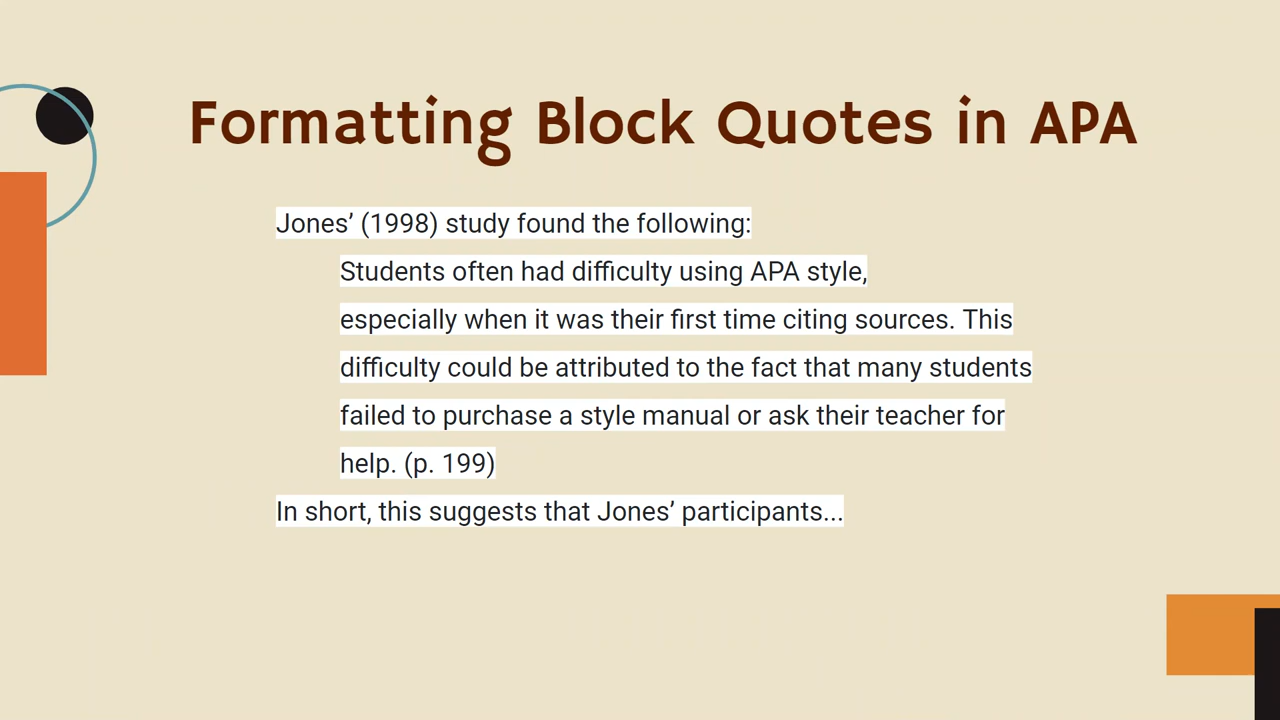 Formatting Block Quotes in APA
Jones’ (1998) study found the following:
Students often had difficulty using APA style,
especially when it was their first time citing sources. This
difficulty could be attributed to the fact that many students
failed to purchase a style manual or ask their teacher for
help. (p. 199)
In short, this suggests that Jones’ participants...